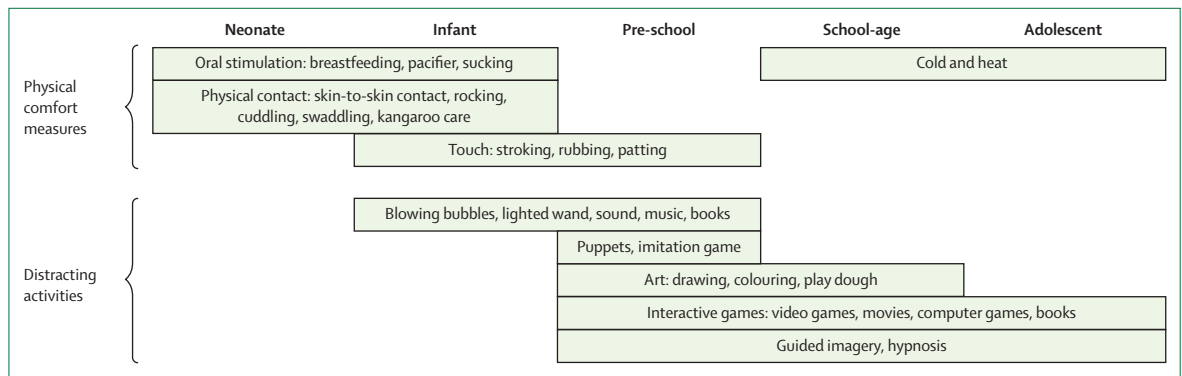 Neonate Infant Pre-school School-age Adolescent
Physical
comfort
measures
Oral stimulation: breastfeeding, pacifier, sucking
Cold and heat
Physical contact: skin-to-skin contact, rocking,
cuddling, swaddling, kangaroo care
Touch: stroking, rubbing, patting
Distracting
activities
Blowing bubbles, lighted wand, sound, music, books
Puppets, imitation game
Art: drawing, colouring, play dough
Interactive games: video games, movies, computer games, books
Guided imagery, hypnosis